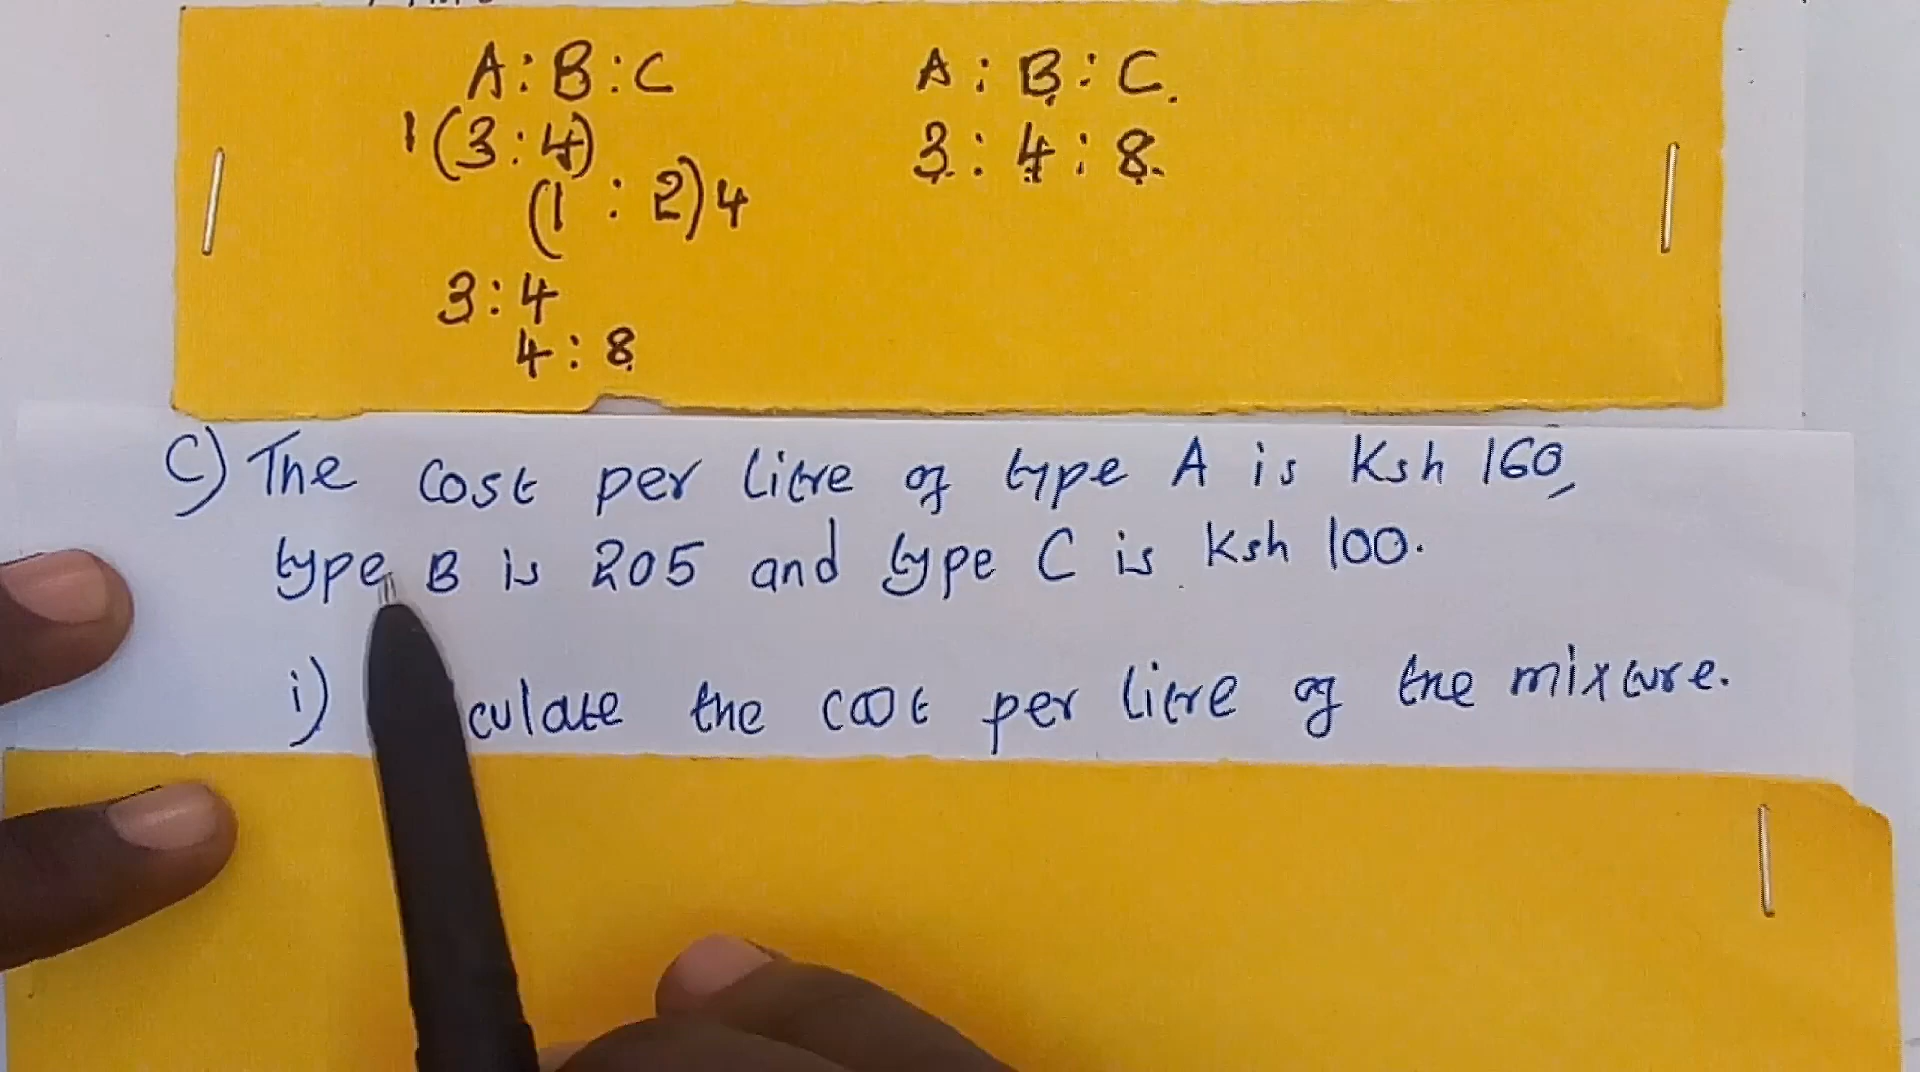 A : B : C
1(3 : 4)
(1 : 2)4
3 : 4
4 : 8
A : B : C.
3 : 4 : 8
C) The cost per litre of type A is Ksh 160,
type B is 205 and type C is Ksh 100.
i) culate the cost per litre of the mixture.